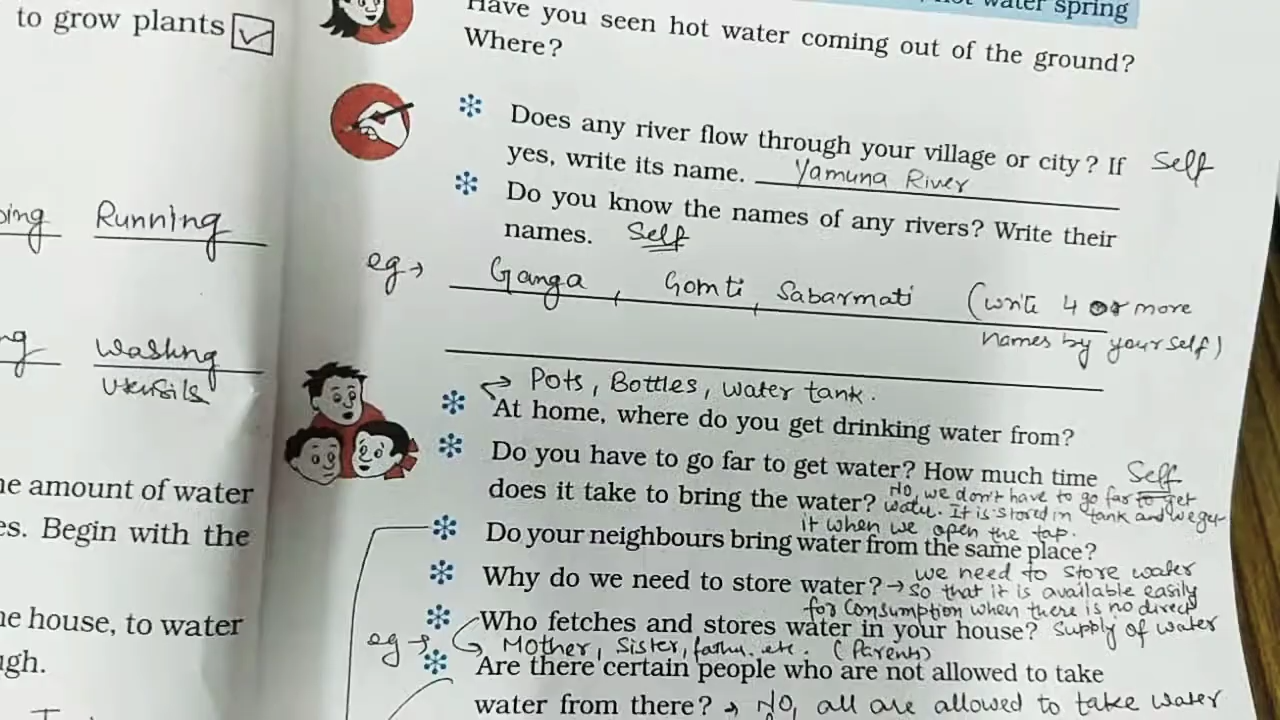 to grow plants
Running
washing
Utensils
ne amount of water
es. Begin with the
ne house, to water
ugh.
water spring
Have you seen hot water coming out of the ground?
Where?
Does any river flow through your village or city? If Self
yes, write its name. Yamuna River
Do you know the names of any rivers? Write their
names. Self
eg→ Ganga, Gomti, Sabarmati (write 4 or more
names by yourself)
→ Pots, Bottles, water tank.
At home, where do you get drinking water from?
Do you have to go far to get water? How much time Self
does it take to bring the water? No, we don't have to go far to get
water. It is stored in tank and we get
it when we open the tap.
Do your neighbours bring water from the same place?
Why do we need to store water? → we need to store water
so that it is available easily
for consumption when there is no direct
Who fetches and stores water in your house? supply of water
eg→ Mother, Sister, father etc. (Parents)
Are there certain people who are not allowed to take
water from there? → No, all are allowed to take water